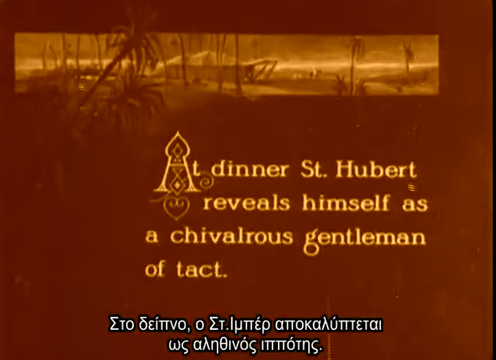 At dinner St. Hubert
reveals himself as
a chivalrous gentleman
of tact.
Στο δείπνο, ο Στ.Ιμπέρ αποκαλύπτεται
ως αληθινός ιππότης.